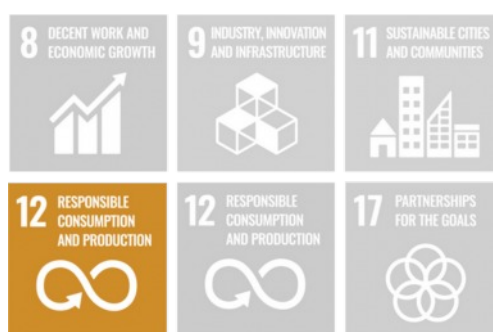 8 DECENT WORK AND
ECONOMIC GROWTH
9 INDUSTRY, INNOVATION
AND INFRASTRUCTURE
11 SUSTAINABLE CITIES
AND COMMUNITIES
12 RESPONSIBLE
CONSUMPTION
AND PRODUCTION
12 RESPONSIBLE
CONSUMPTION
AND PRODUCTION
17 PARTNERSHIPS
FOR THE GOALS